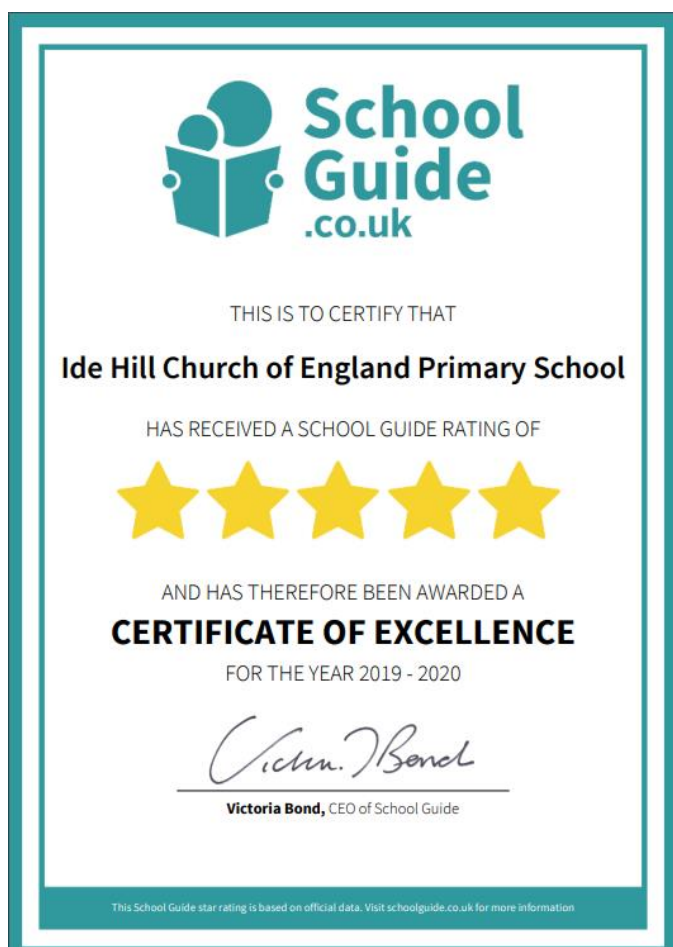 School
Guide
.co.uk
THIS IS TO CERTIFY THAT
Ide Hill Church of England Primary School
HAS RECEIVED A SCHOOL GUIDE RATING OF
AND HAS THEREFORE BEEN AWARDED A
CERTIFICATE OF EXCELLENCE
FOR THE YEAR 2019 - 2020
Victoria Bond, CEO of School Guide
This School Guide star rating is based on official data. Visit schoolguide.co.uk for more information